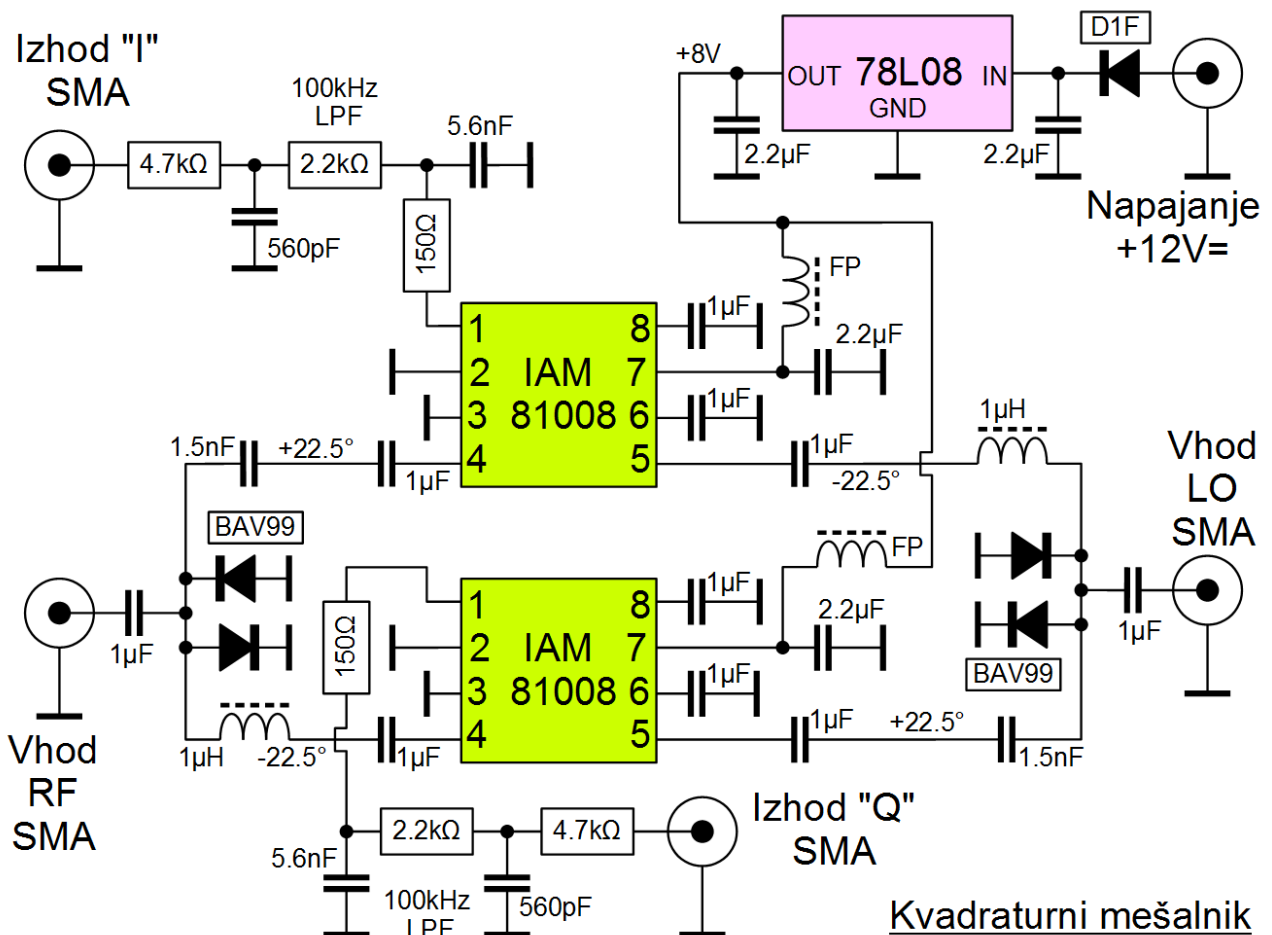 Izhod "I"
SMA
4.7kΩ
560pF
100kHz
LPF
2.2kΩ
5.6nF
150Ω
+8V
OUT 78L08 IN
GND
2.2µF
2.2µF
D1F
Napajanje
+12V=
FP
2.2µF
1 8
2 IAM 7
3 81008 6
4 5
1µF
1µF
1.5nF
+22.5°
1µF
1µF
-22.5°
1µH
Vhod
LO
SMA
BAV99
1µF
Vhod
RF
SMA
1µH
-22.5°
1µF
150Ω
1 8
2 IAM 7
3 81008 6
4 5
1µF
FP
2.2µF
1µF
1µF
+22.5°
1.5nF
BAV99
1µF
5.6nF
2.2kΩ
100kHz
LPF
560pF
4.7kΩ
Izhod "Q"
SMA
Kvadraturni mešalnik